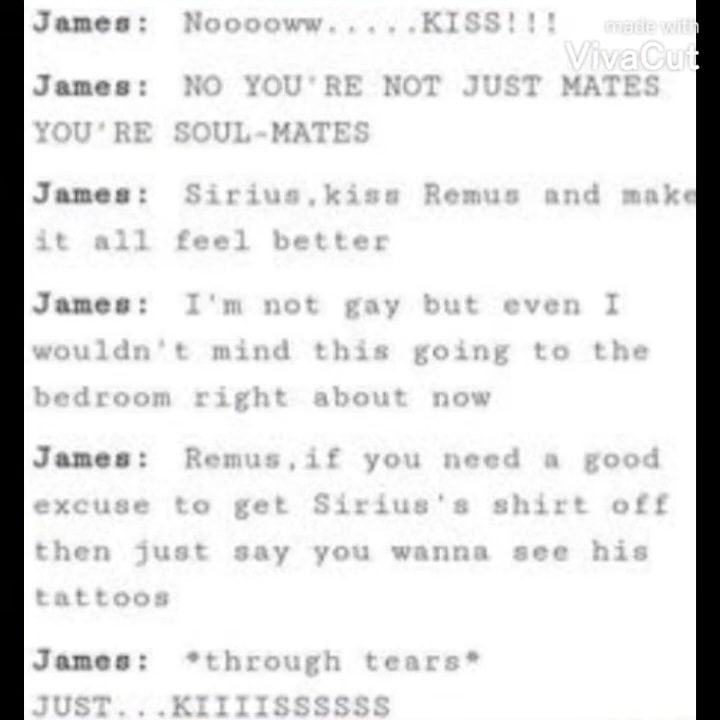 James: Nooooww.....KISS!!!
made with
VivaCut
James: NO YOU'RE NOT JUST MATES
YOU'RE SOUL-MATES
James: Sirius,kiss Remus and make
it all feel better
James: I'm not gay but even I
wouldn't mind this going to the
bedroom right about now
James: Remus,if you need a good
excuse to get Sirius's shirt off
then just say you wanna see his
tattoos
James: *through tears*
JUST...KIIIISSSSSS